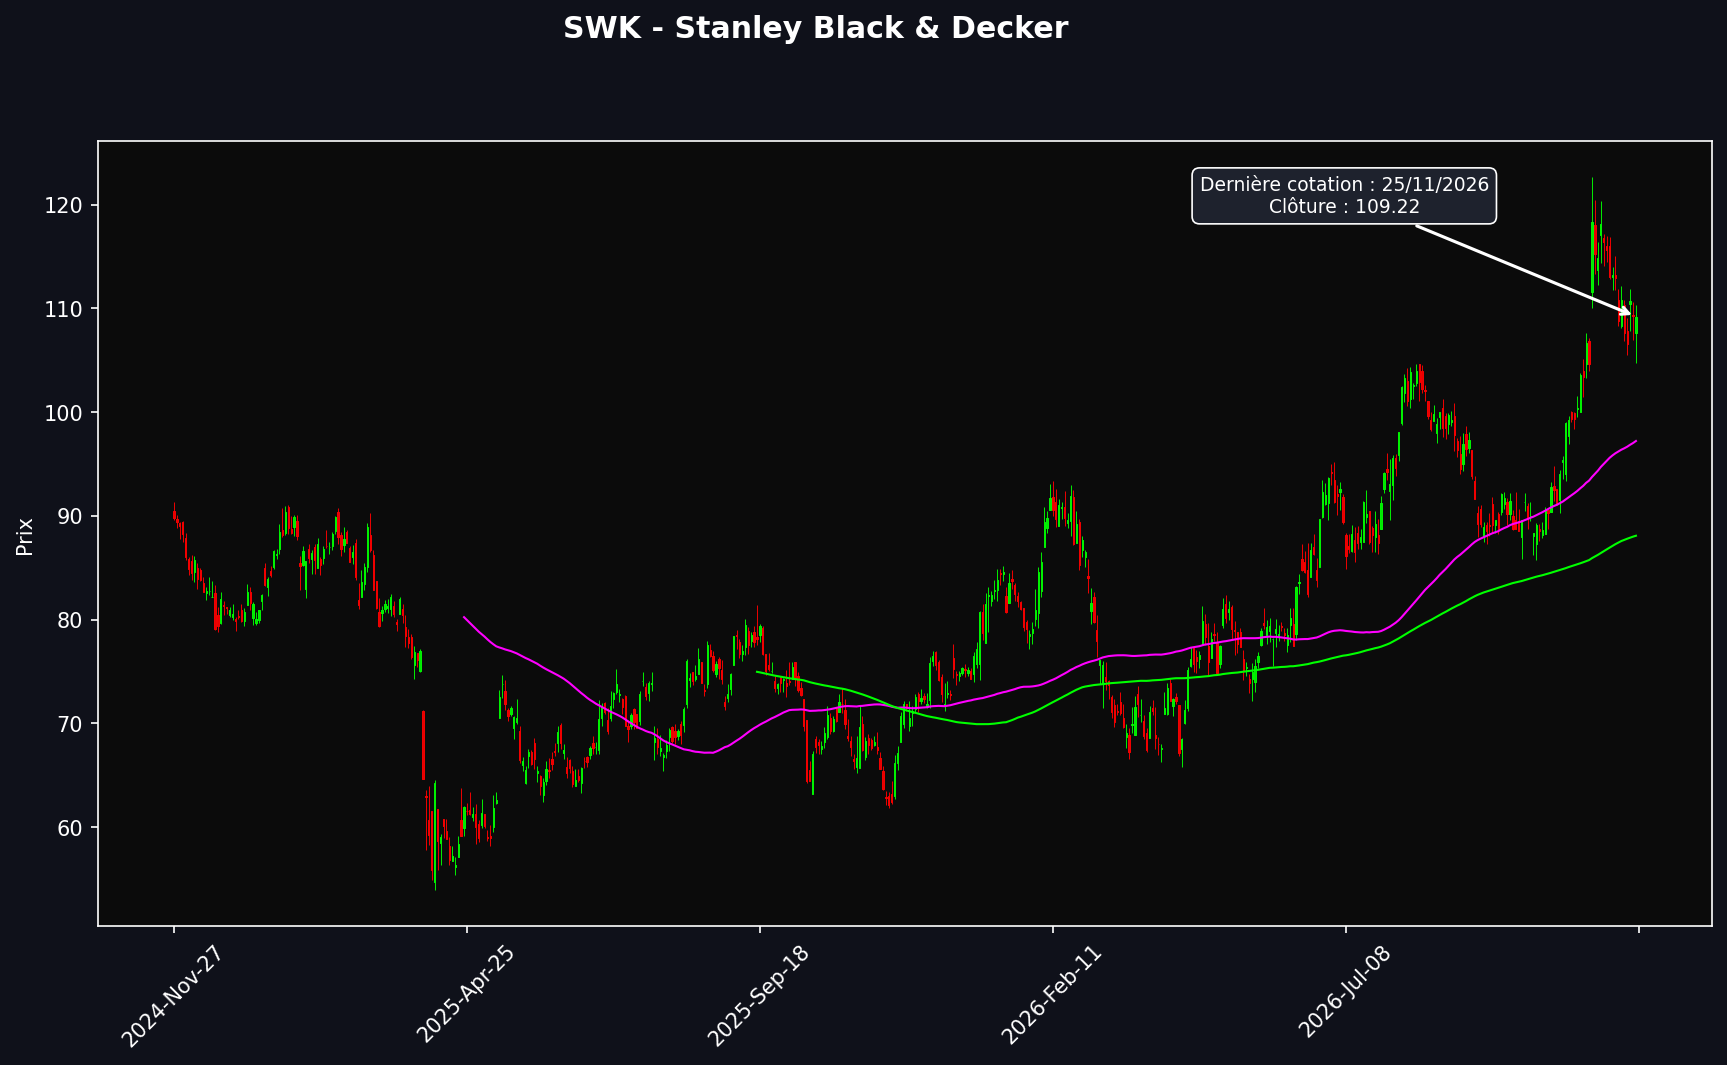 SWK - Stanley Black & Decker
Dernière cotation : 25/11/2026
Clôture : 109.22
Prix
120
110
100
90
80
70
60
2024-Nov-27
2025-Apr-25
2025-Sep-18
2026-Feb-11
2026-Jul-08